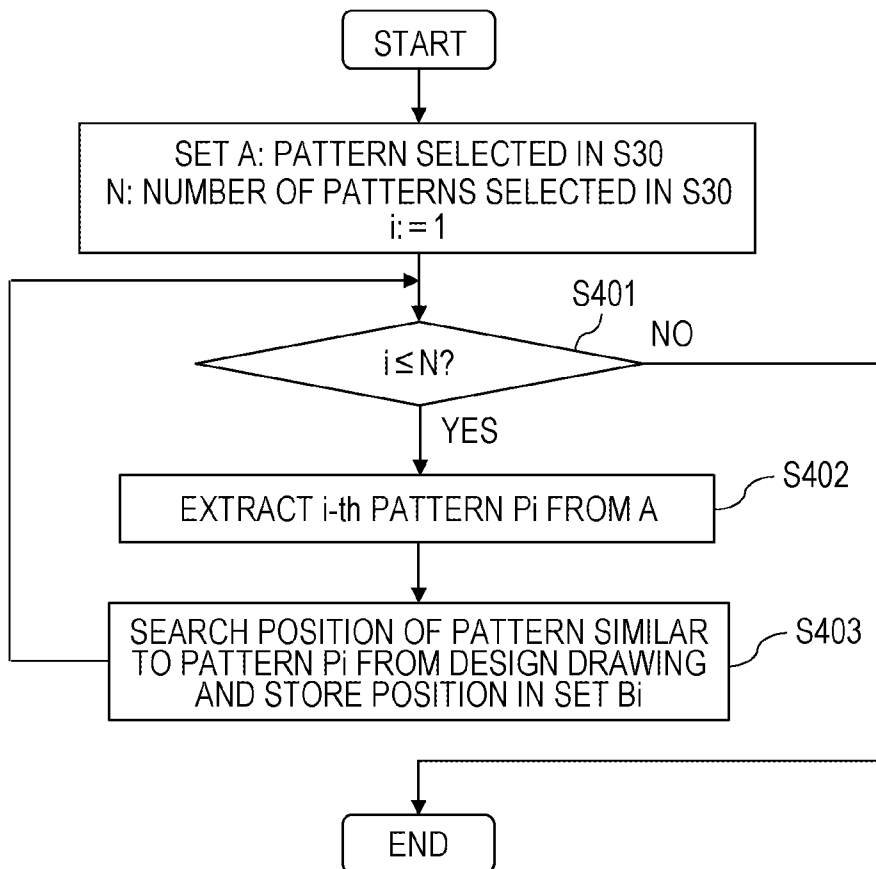 START
SET A: PATTERN SELECTED IN S30
N: NUMBER OF PATTERNS SELECTED IN S30
i: = 1
S401
i ≤ N?
NO
YES
S402
EXTRACT i-th PATTERN Pi FROM A
S403
SEARCH POSITION OF PATTERN SIMILAR
TO PATTERN Pi FROM DESIGN DRAWING
AND STORE POSITION IN SET Bi
END